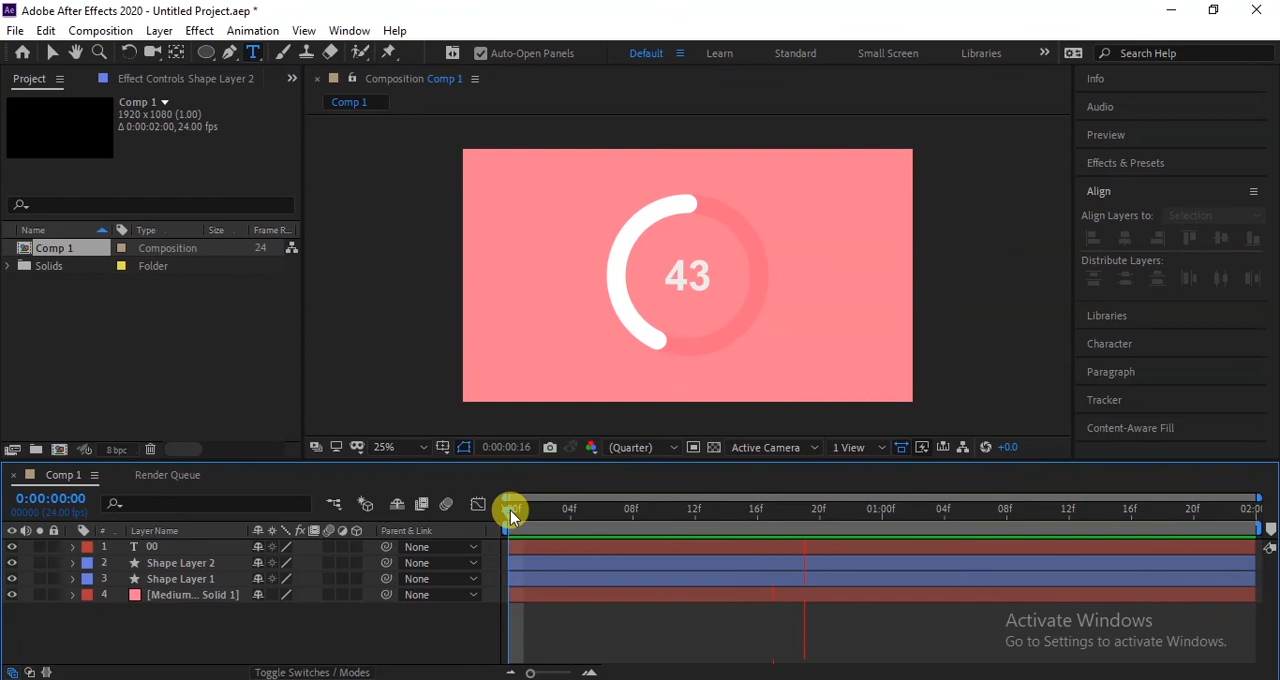 Adobe After Effects 2020 - Untitled Project.aep *
File Edit Composition Layer Effect Animation View Window Help
Auto-Open Panels Default Learn Standard Small Screen Libraries Search Help
Project Effect Controls Shape Layer 2
Composition Comp 1
Info
Comp 1
1920 x 1080 (1.00)
Δ 0:00:02:00, 24.00 fps
Comp 1
Audio
Preview
Effects & Presets
Align
Align Layers to: Selection
Distribute Layers:
Name Type Size Frame R...
Comp 1 Composition 24
Solids Folder
43
Libraries
Character
Paragraph
Tracker
Content-Aware Fill
8 bpc
25% 0:00:00:16 (Quarter) Active Camera 1 View +0.0
Comp 1 Render Queue
0:00:00:00
00000 (24.00 fps)
04f 08f 12f 16f 20f 01:00f 04f 08f 12f 16f 20f 02:0
# Layer Name fx Parent & Link
1 T 00 None
2 Shape Layer 2 None
3 Shape Layer 1 None
4 [Medium... Solid 1] None
Activate Windows
Go to Settings to activate Windows.
Toggle Switches / Modes